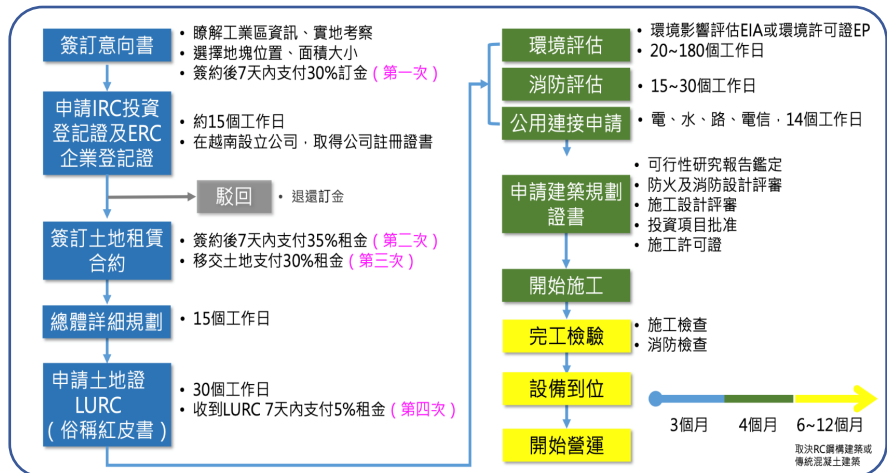 簽訂意向書
• 瞭解工業區資訊、實地考察
• 選擇地塊位置、面積大小
• 簽約後7天內支付30%訂金（第一次）
申請IRC投資
登記證及ERC
企業登記證
• 約15個工作日
• 在越南設立公司，取得公司註冊證書
駁回
• 退還訂金
簽訂土地租賃
合約
• 簽約後7天內支付35%租金（第二次）
• 移交土地支付30%租金（第三次）
總體詳細規劃
• 15個工作日
申請土地證
LURC
（俗稱紅皮書）
• 30個工作日
• 收到LURC 7天內支付5%租金（第四次）
環境評估
• 環境影響評估EIA或環境許可證EP
• 20~180個工作日
消防評估
• 15~30個工作日
公用連接申請
• 電、水、路、電信，14個工作日
申請建築規劃
證書
• 可行性研究報告鑑定
• 防火及消防設計評審
• 施工設計評審
• 投資項目批准
• 施工許可證
開始施工
完工檢驗
• 施工檢查
• 消防檢查
設備到位
開始營運
3個月
4個月
6~12個月
取決RC鋼構建築或
傳統混凝土建築